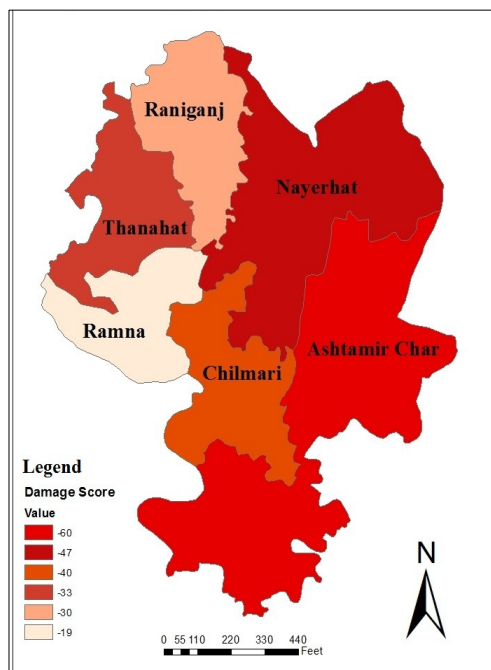 Raniganj
Nayerhat
Thanahat
Ramna
Ashtamir Char
Chilmari
Legend
Damage Score
Value
-60
-47
-40
-33
-30
-19
N
0 55 110 220 330 440
Feet